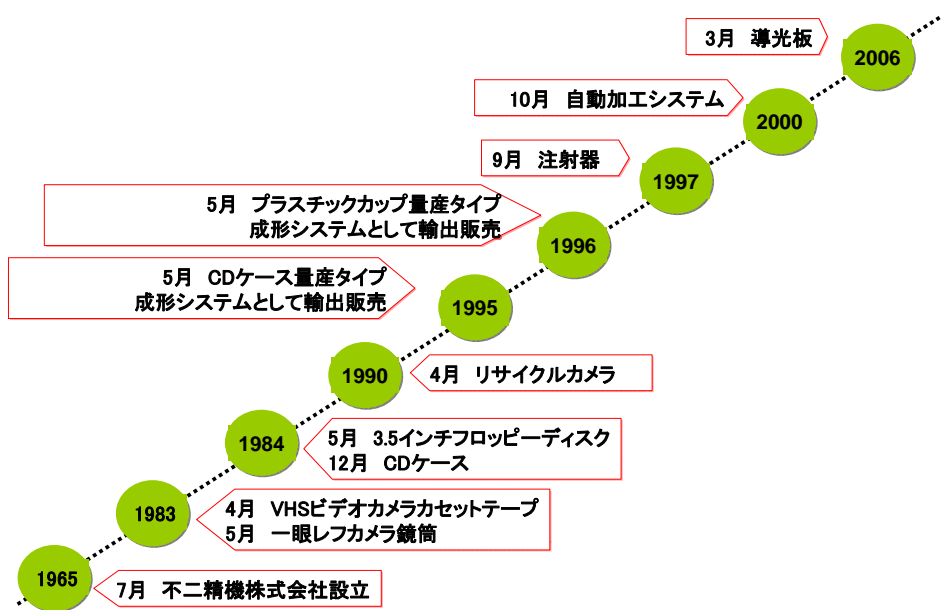 3月 導光板
2006
10月 自動加工システム
2000
9月 注射器
1997
5月 プラスチックカップ量産タイプ
成形システムとして輸出販売
1996
5月 CDケース量産タイプ
成形システムとして輸出販売
1995
1990
4月 リサイクルカメラ
1984
5月 3.5インチフロッピーディスク
12月 CDケース
1983
4月 VHSビデオカメラカセットテープ
5月 一眼レフカメラ鏡筒
1965
7月 不二精機株式会社設立